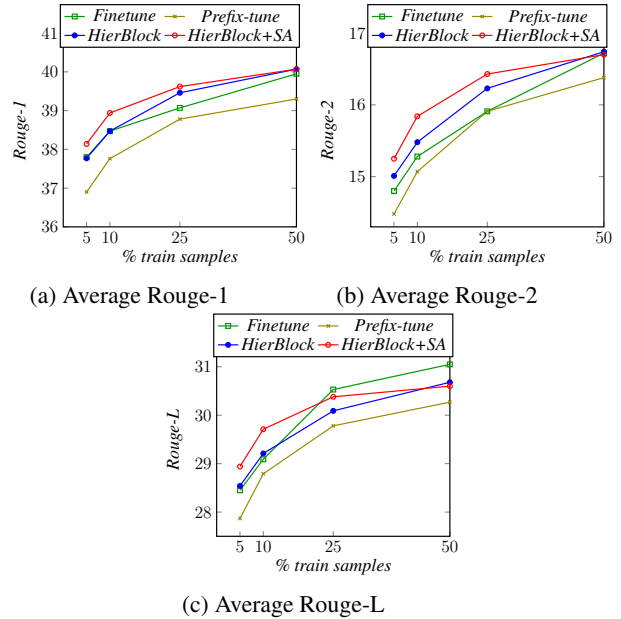 Finetune Prefix-tune
HierBlock HierBlock+SA
41
40
39
38
37
36
Rouge-1
5 10 25 50
% train samples
(a) Average Rouge-1
Finetune Prefix-tune
HierBlock HierBlock+SA
17
16
15
Rouge-2
5 10 25 50
% train samples
(b) Average Rouge-2
Finetune Prefix-tune
HierBlock HierBlock+SA
31
30
29
28
Rouge-L
5 10 25 50
% train samples
(c) Average Rouge-L